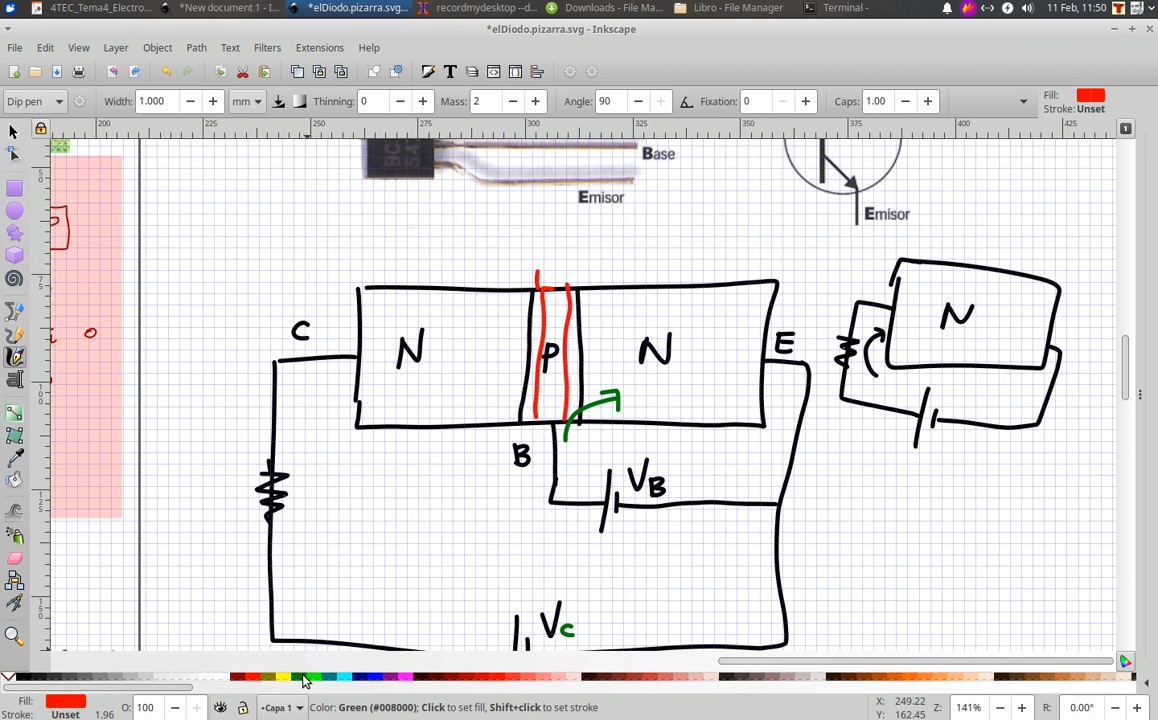 4TEC_Tema4_Electro...
*New document 1 - I...
*elDiodo.pizarra.svg...
recordmydesktop --d...
Downloads - File Ma...
Libro - File Manager
Terminal -
11 Feb, 11:50
*elDiodo.pizarra.svg - Inkscape
File Edit View Layer Object Path Text Filters Extensions Help
Dip pen Width: 1.000 mm Thinning: 0 Mass: 2 Angle: 90 Fixation: 0 Caps: 1.00 Fill: Stroke: Unset
200 225 250 275 300 325 350 375 400 425
Base
Emisor
Emisor
N
C
N
P
N
E
B
VB
Vc
Fill: Unset 1.96 O: 100 •Capa 1 Color: Green (#008000); Click to set fill, Shift+click to set stroke X: 249.22 Y: 162.45 Z: 141% R: 0.00°